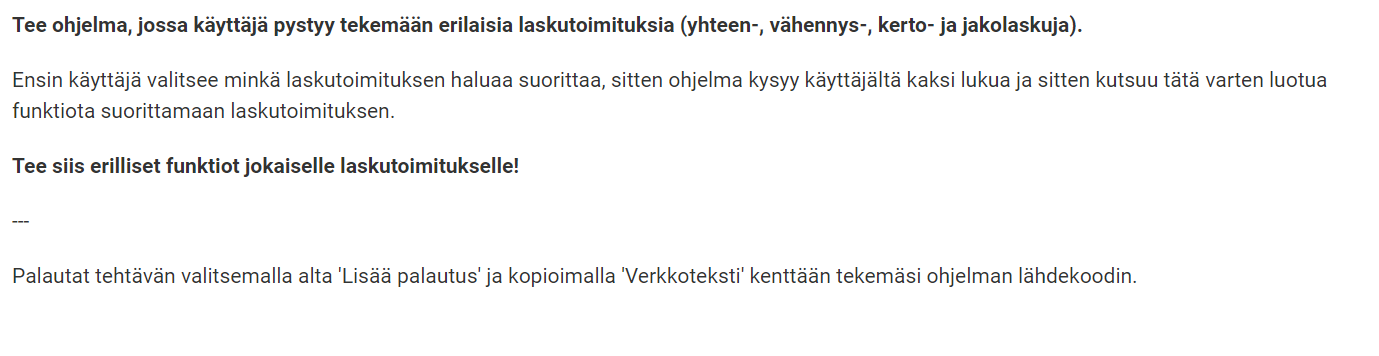 Tee ohjelma, jossa käyttäjä pystyy tekemään erilaisia laskutoimituksia (yhteen-, vähennys-, kerto- ja jakolaskuja).
Ensin käyttäjä valitsee minkä laskutoimituksen haluaa suorittaa, sitten ohjelma kysyy käyttäjältä kaksi lukua ja sitten kutsuu tätä varten luotua
funktiota suorittamaan laskutoimituksen.
Tee siis erilliset funktiot jokaiselle laskutoimitukselle!
---
Palautat tehtävän valitsemalla alta 'Lisää palautus' ja kopioimalla 'Verkkoteksti' kenttään tekemäsi ohjelman lähdekoodin.